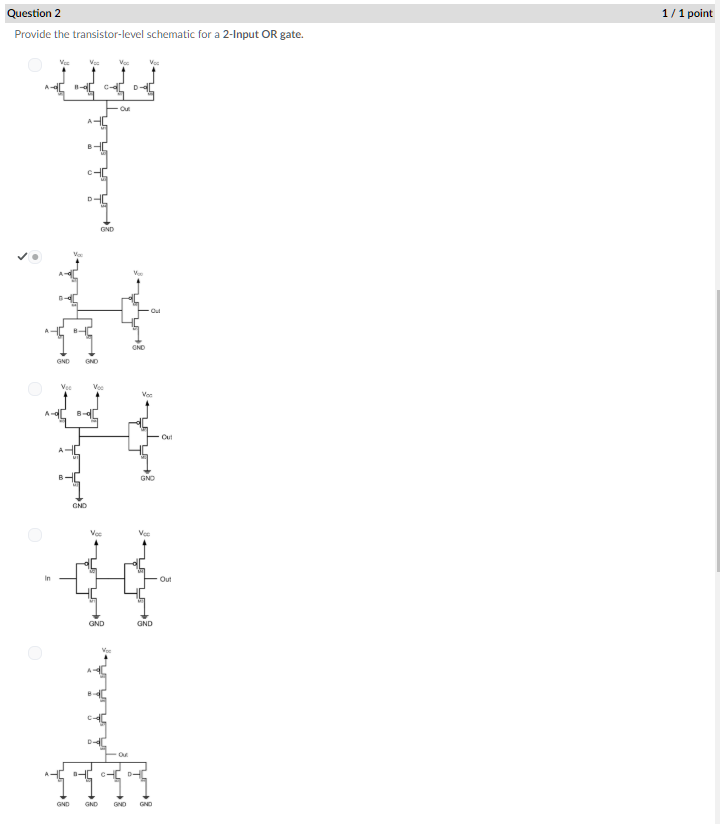 Question 2 1 / 1 point
Provide the transistor-level schematic for a 2-Input OR gate.
Vcc Vcc Vcc Vcc
A B C D
Out
A
B
C
D
GND
Vcc
A
Vcc
B
Out
A B
GND
GND GND
Vcc Vcc
Vcc
A B
Out
A
B
GND
GND
Vcc Vcc
In Out
GND GND
Vcc
A
B
C
D
Out
A B C D
GND GND GND GND